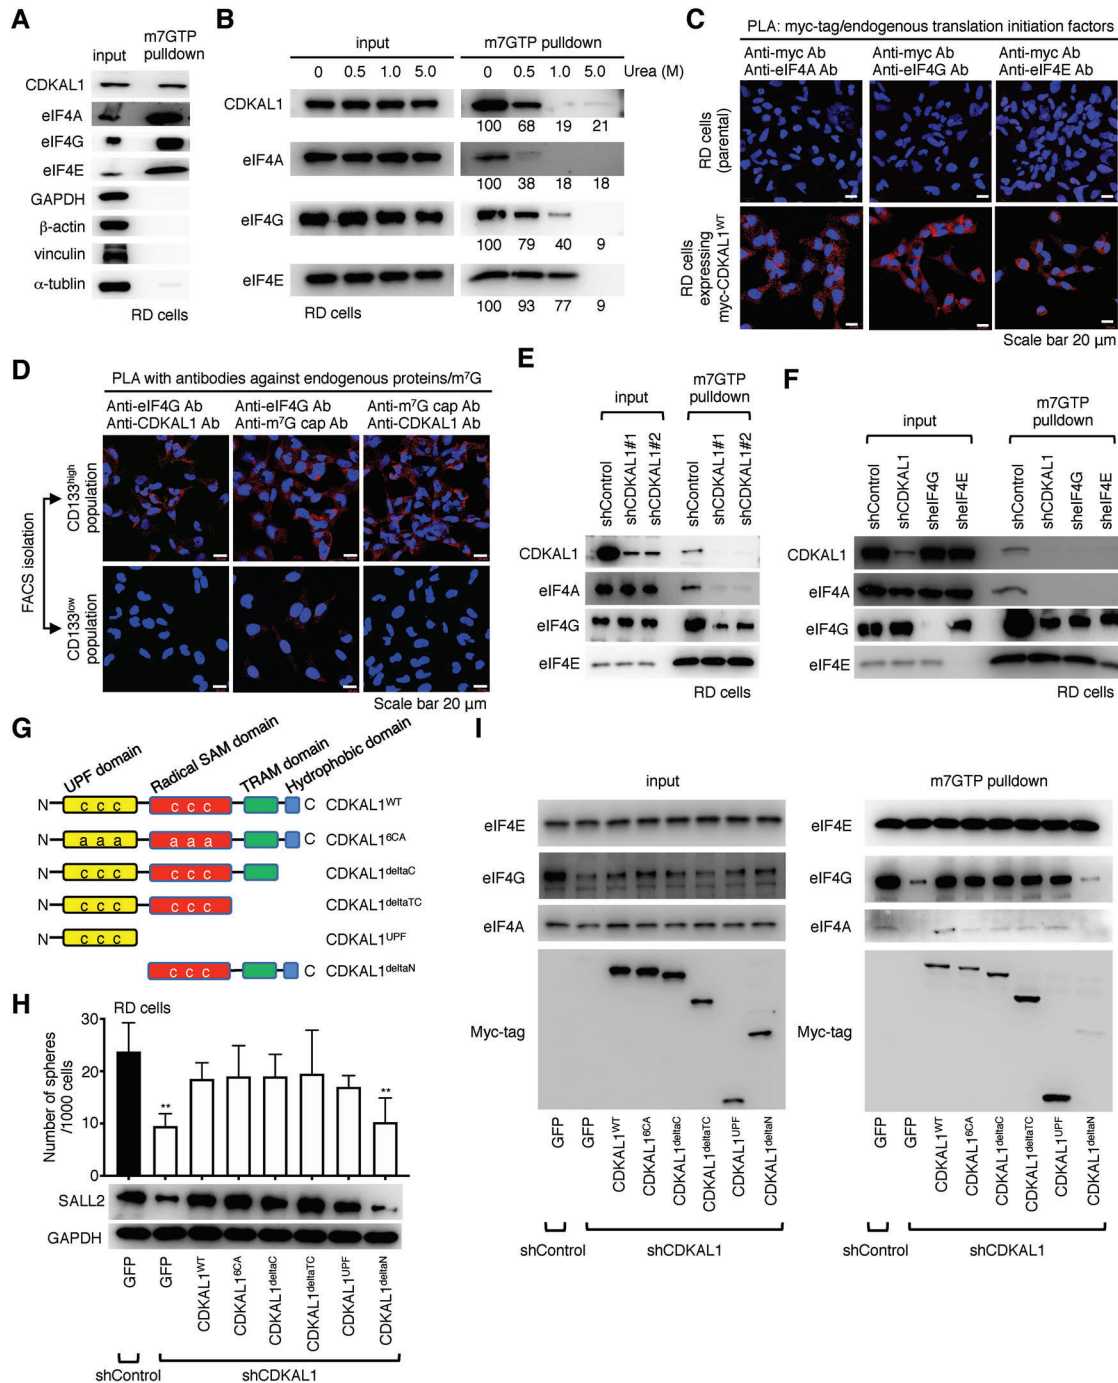 A
input
m7GTP
pulldown
CDKAL1
eIF4A
eIF4G
eIF4E
GAPDH
β-actin
vinculin
α-tublin
RD cells
B
input
m7GTP pulldown
0 0.5 1.0 5.0 0 0.5 1.0 5.0 Urea (M)
CDKAL1
100 68 19 21
eIF4A
100 38 18 18
eIF4G
100 79 40 9
eIF4E
100 93 77 9
RD cells
C
PLA: myc-tag/endogenous translation initiation factors
Anti-myc Ab
Anti-eIF4A Ab
Anti-myc Ab
Anti-eIF4G Ab
Anti-myc Ab
Anti-eIF4E Ab
RD cells
(parental)
RD cells
expressing
myc-CDKAL1WT
Scale bar 20 μm
D
PLA with antibodies against endogenous proteins/m7G
Anti-eIF4G Ab
Anti-CDKAL1 Ab
Anti-eIF4G Ab
Anti-m7G cap Ab
Anti-m7G cap Ab
Anti-CDKAL1 Ab
FACS isolation
CD133high
population
CD133low
population
Scale bar 20 μm
E
input
m7GTP
pulldown
shControl
shCDKAL1#1
shCDKAL1#2
shControl
shCDKAL1#1
shCDKAL1#2
CDKAL1
eIF4A
eIF4G
eIF4E
RD cells
F
input
m7GTP
pulldown
shControl
shCDKAL1
sheIF4G
sheIF4E
shControl
shCDKAL1
sheIF4G
sheIF4E
CDKAL1
eIF4A
eIF4G
eIF4E
RD cells
G
UPF domain
Radical SAM domain
TRAM domain
Hydrophobic domain
N c c c c c c C CDKAL1WT
N a a a a a a C CDKAL16CA
N c c c c c c CDKAL1deltaC
N c c c c c c CDKAL1deltaTC
N c c c CDKAL1UPF
c c c C CDKAL1deltaN
H
RD cells
Number of spheres
/1000 cells
30
20
10
0
**
**
SALL2
GAPDH
GFP
GFP
CDKAL1WT
CDKAL16CA
CDKAL1deltaC
CDKAL1deltaTC
CDKAL1UPF
CDKAL1deltaN
shControl
shCDKAL1
I
input
eIF4E
eIF4G
eIF4A
Myc-tag
GFP
GFP
CDKAL1WT
CDKAL16CA
CDKAL1deltaC
CDKAL1deltaTC
CDKAL1UPF
CDKAL1deltaN
shControl
shCDKAL1
m7GTP pulldown
eIF4E
eIF4G
eIF4A
Myc-tag
GFP
GFP
CDKAL1WT
CDKAL16CA
CDKAL1deltaC
CDKAL1deltaTC
CDKAL1UPF
CDKAL1deltaN
shControl
shCDKAL1